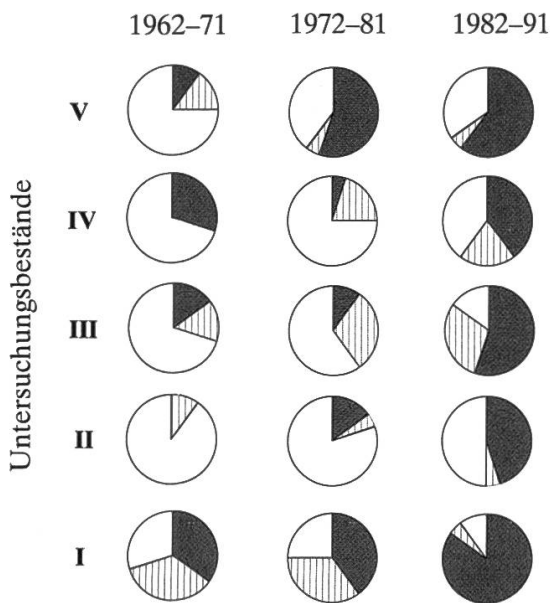 1962–71 1972–81 1982–91
V
IV
III
II
I
Untersuchungsbestände